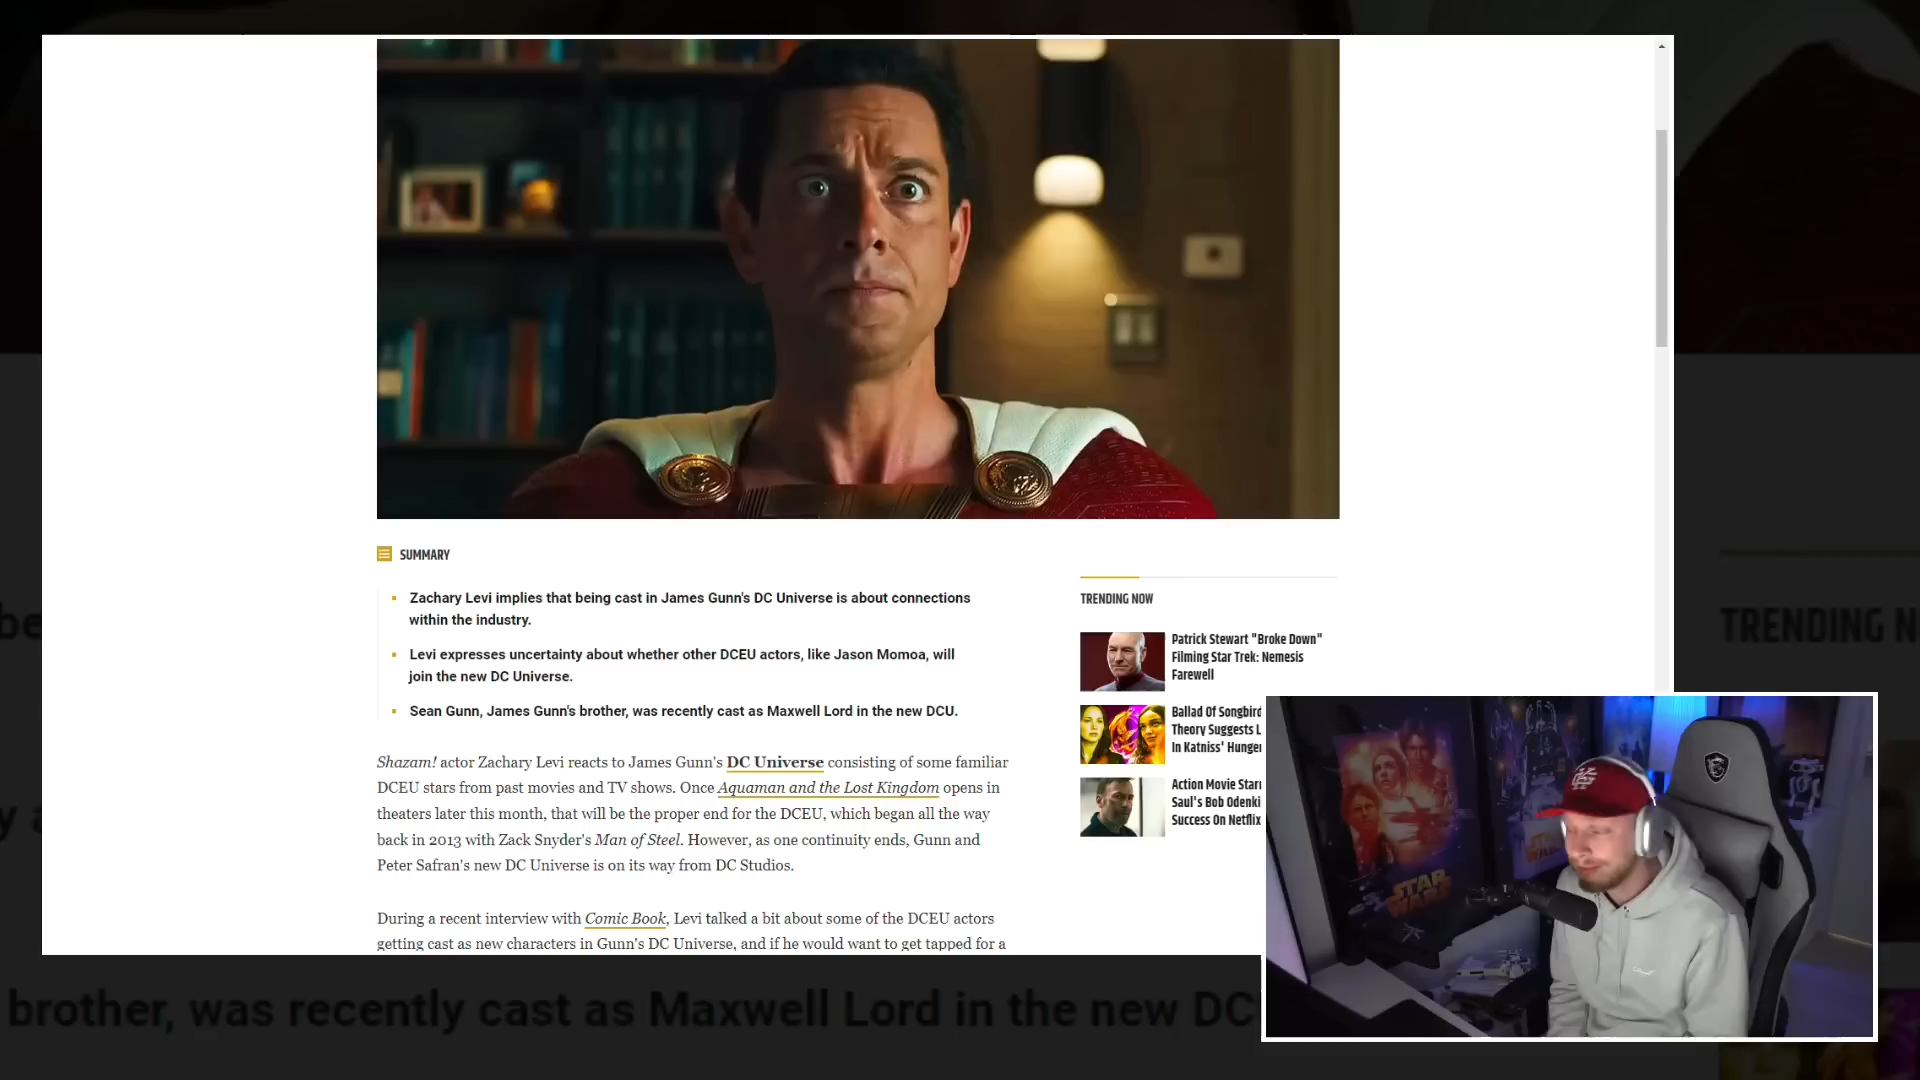 SUMMARY
Zachary Levi implies that being cast in James Gunn's DC Universe is about connections
within the industry.
Levi expresses uncertainty about whether other DCEU actors, like Jason Momoa, will
join the new DC Universe.
Sean Gunn, James Gunn's brother, was recently cast as Maxwell Lord in the new DCU.
Shazam! actor Zachary Levi reacts to James Gunn's DC Universe consisting of some familiar
DCEU stars from past movies and TV shows. Once Aquaman and the Lost Kingdom opens in
theaters later this month, that will be the proper end for the DCEU, which began all the way
back in 2013 with Zack Snyder's Man of Steel. However, as one continuity ends, Gunn and
Peter Safran's new DC Universe is on its way from DC Studios.
During a recent interview with Comic Book, Levi talked a bit about some of the DCEU actors
getting cast as new characters in Gunn's DC Universe, and if he would want to get tapped for a
TRENDING NOW
Patrick Stewart "Broke Down"
Filming Star Trek: Nemesis
Farewell
Ballad Of Songbird
Theory Suggests L
In Katniss' Hunge
Action Movie Star
Saul's Bob Odenki
Success On Netflix
STAR
WARS
be
TRENDING N
brother, was recently cast as Maxwell Lord in the new DC